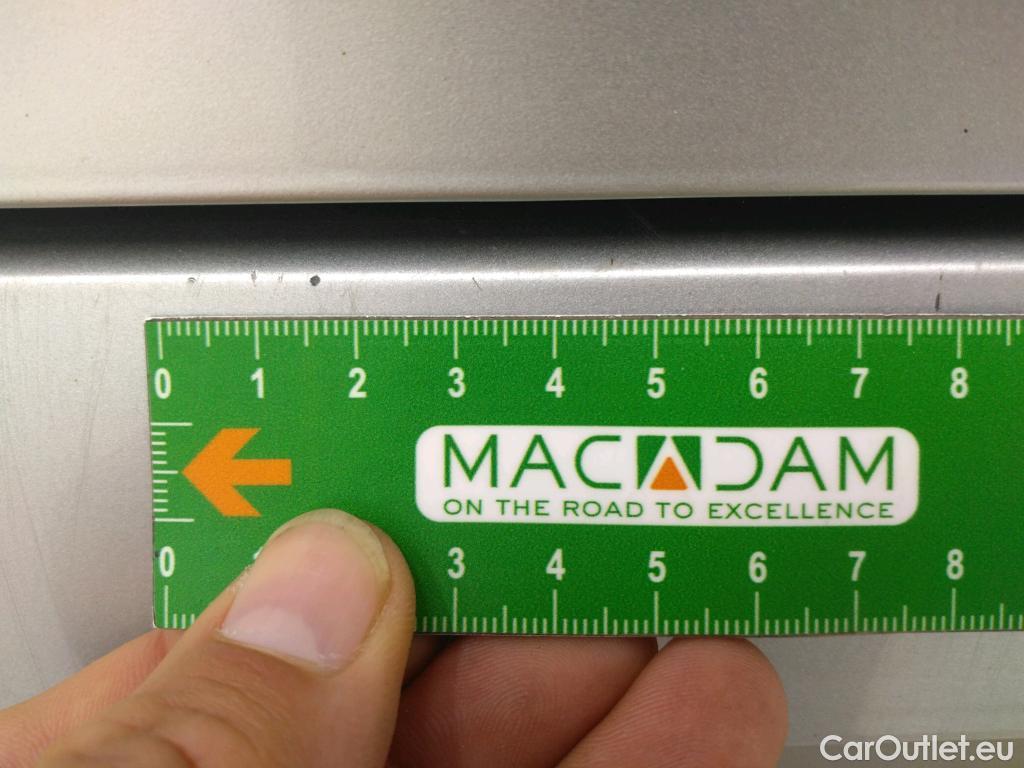 0 1 2 3 4 5 6 7 8
MACADAM
ON THE ROAD TO EXCELLENCE
0 3 4 5 6 7 8
CarOutlet.eu